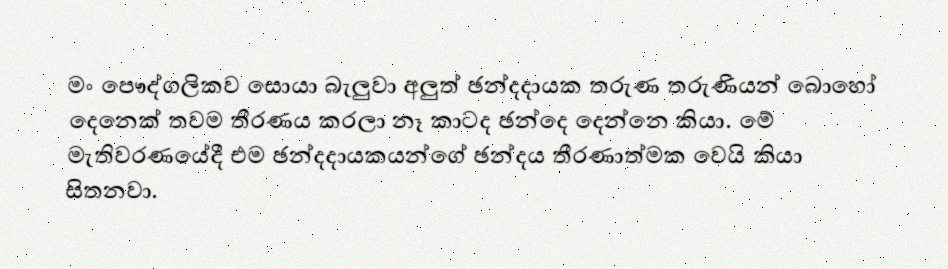 මං පෞද්ගලිකව සොයා බැලුවා අලුත් ඡන්දදායක තරුණ තරුණියන් බොහෝ
දෙනෙක් තවම තීරණය කරලා නෑ කාටද ඡන්දෙ දෙන්නෙ කියා. මේ
මැතිවරණයේදී එම ඡන්දදායකයන්ගේ ඡන්දය තීරණාත්මක වෙයි කියා
සිතනවා.